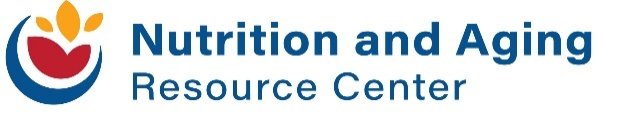 Nutrition and Aging
Resource Center